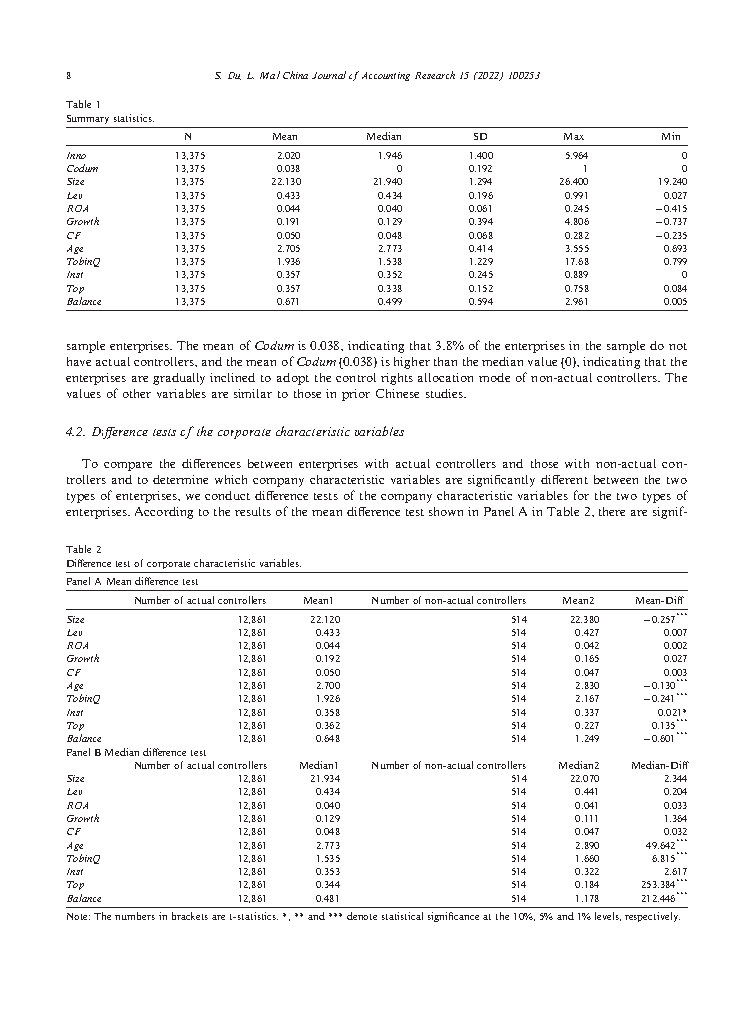 8 S. Du, L. Ma / China Journal of Accounting Research 15 (2022) 100253
Table 1
Summary statistics.
N Mean Median SD Max Min
Inno 13,375 2.020 1.946 1.400 5.964 0
Codum 13,375 0.038 0 0.192 1 0
Size 13,375 22.130 21.940 1.294 26.400 19.240
Lev 13,375 0.433 0.434 0.196 0.991 0.027
ROA 13,375 0.044 0.040 0.061 0.245 −0.415
Growth 13,375 0.191 0.129 0.394 4.806 −0.737
CF 13,375 0.050 0.048 0.068 0.282 −0.235
Age 13,375 2.705 2.773 0.414 3.555 0.693
TobinQ 13,375 1.936 1.538 1.229 17.68 0.799
Inst 13,375 0.357 0.352 0.245 0.889 0
Top 13,375 0.357 0.338 0.152 0.758 0.084
Balance 13,375 0.671 0.499 0.594 2.961 0.005
sample enterprises. The mean of Codum is 0.038, indicating that 3.8% of the enterprises in the sample do not
have actual controllers, and the mean of Codum (0.038) is higher than the median value (0), indicating that the
enterprises are gradually inclined to adopt the control rights allocation mode of non-actual controllers. The
values of other variables are similar to those in prior Chinese studies.
4.2. Difference tests of the corporate characteristic variables
To compare the differences between enterprises with actual controllers and those with non-actual con-
trollers and to determine which company characteristic variables are significantly different between the two
types of enterprises, we conduct difference tests of the company characteristic variables for the two types of
enterprises. According to the results of the mean difference test shown in Panel A in Table 2, there are signif-
Table 2
Difference test of corporate characteristic variables.
Panel A Mean difference test
Number of actual controllers Mean1 Number of non-actual controllers Mean2 Mean-Diff
Size 12,861 22.120 514 22.380 −0.257***
Lev 12,861 0.433 514 0.427 0.007
ROA 12,861 0.044 514 0.042 0.002
Growth 12,861 0.192 514 0.165 0.027
CF 12,861 0.050 514 0.047 0.003
Age 12,861 2.700 514 2.830 −0.130***
TobinQ 12,861 1.926 514 2.167 −0.241***
Inst 12,861 0.358 514 0.337 0.021*
Top 12,861 0.362 514 0.227 0.135***
Balance 12,861 0.648 514 1.249 −0.601***
Panel B Median difference test
Number of actual controllers Median1 Number of non-actual controllers Median2 Median-Diff
Size 12,861 21.934 514 22.070 2.344
Lev 12,861 0.434 514 0.441 0.204
ROA 12,861 0.040 514 0.041 0.033
Growth 12,861 0.129 514 0.111 1.364
CF 12,861 0.048 514 0.047 0.032
Age 12,861 2.773 514 2.890 49.642***
TobinQ 12,861 1.535 514 1.660 6.815***
Inst 12,861 0.353 514 0.322 2.617
Top 12,861 0.344 514 0.184 253.384***
Balance 12,861 0.481 514 1.178 212.446***
Note: The numbers in brackets are t-statistics. *, ** and *** denote statistical significance at the 10%, 5% and 1% levels, respectively.